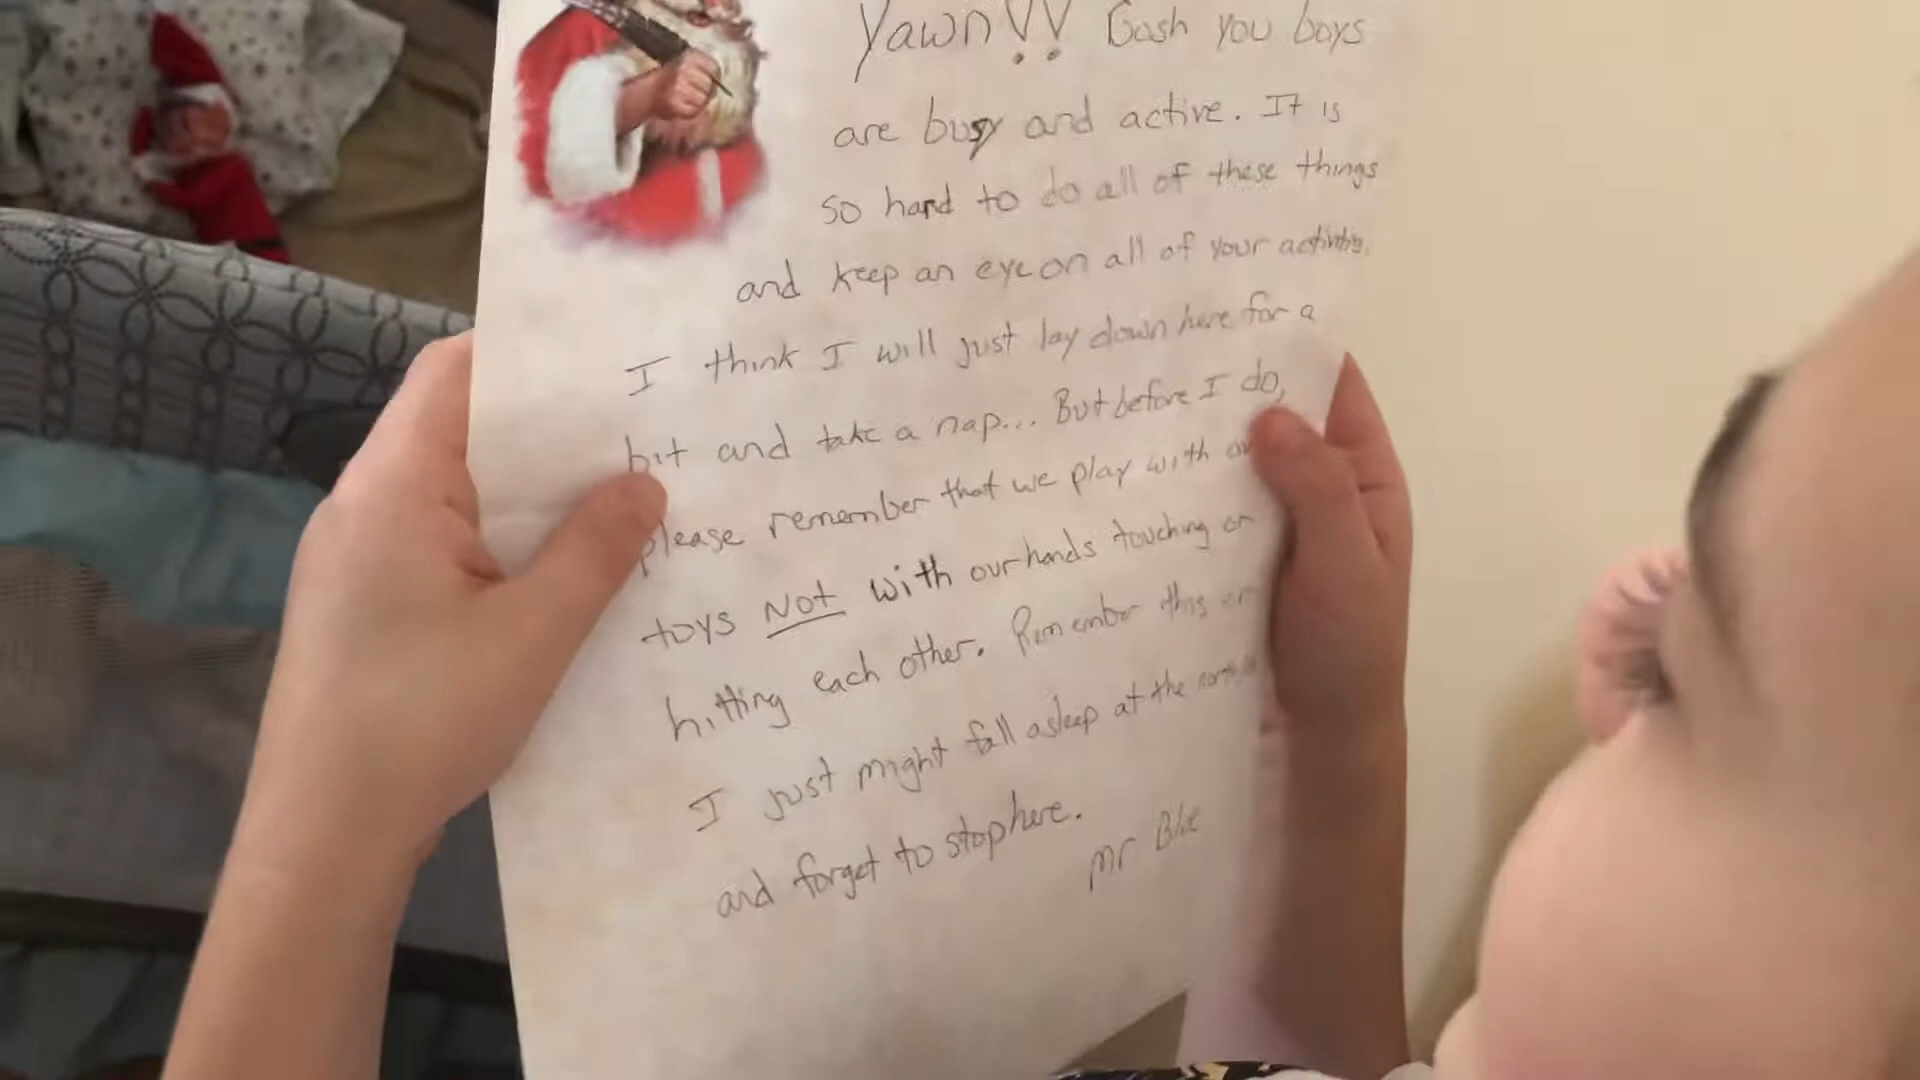 Yawn!! Gosh you boys
are busy and active. It is
so hard to do all of these things
and keep an eye on all of your
I think I will just lay down here for a
bit and take a nap... But before I do,
please remember that we play with
toys NOT with our hands touching or
hitting each other. Remember this or
I just might fall asleep at the north
and forget to stop here.
Mr Blue